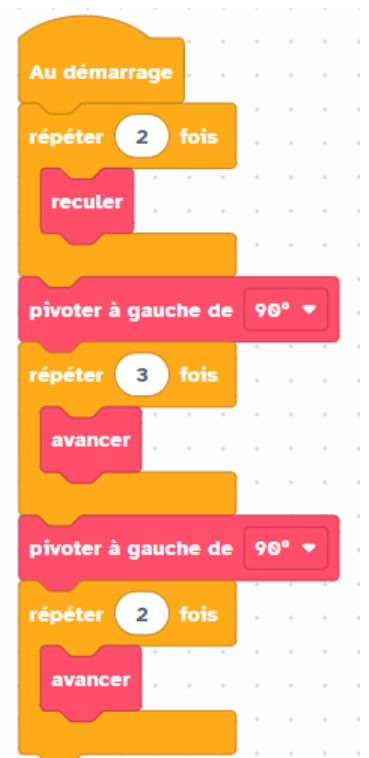 Au démarrage
répéter 2 fois
reculer
pivoter à gauche de 90°
répéter 3 fois
avancer
pivoter à gauche de 90°
répéter 2 fois
avancer